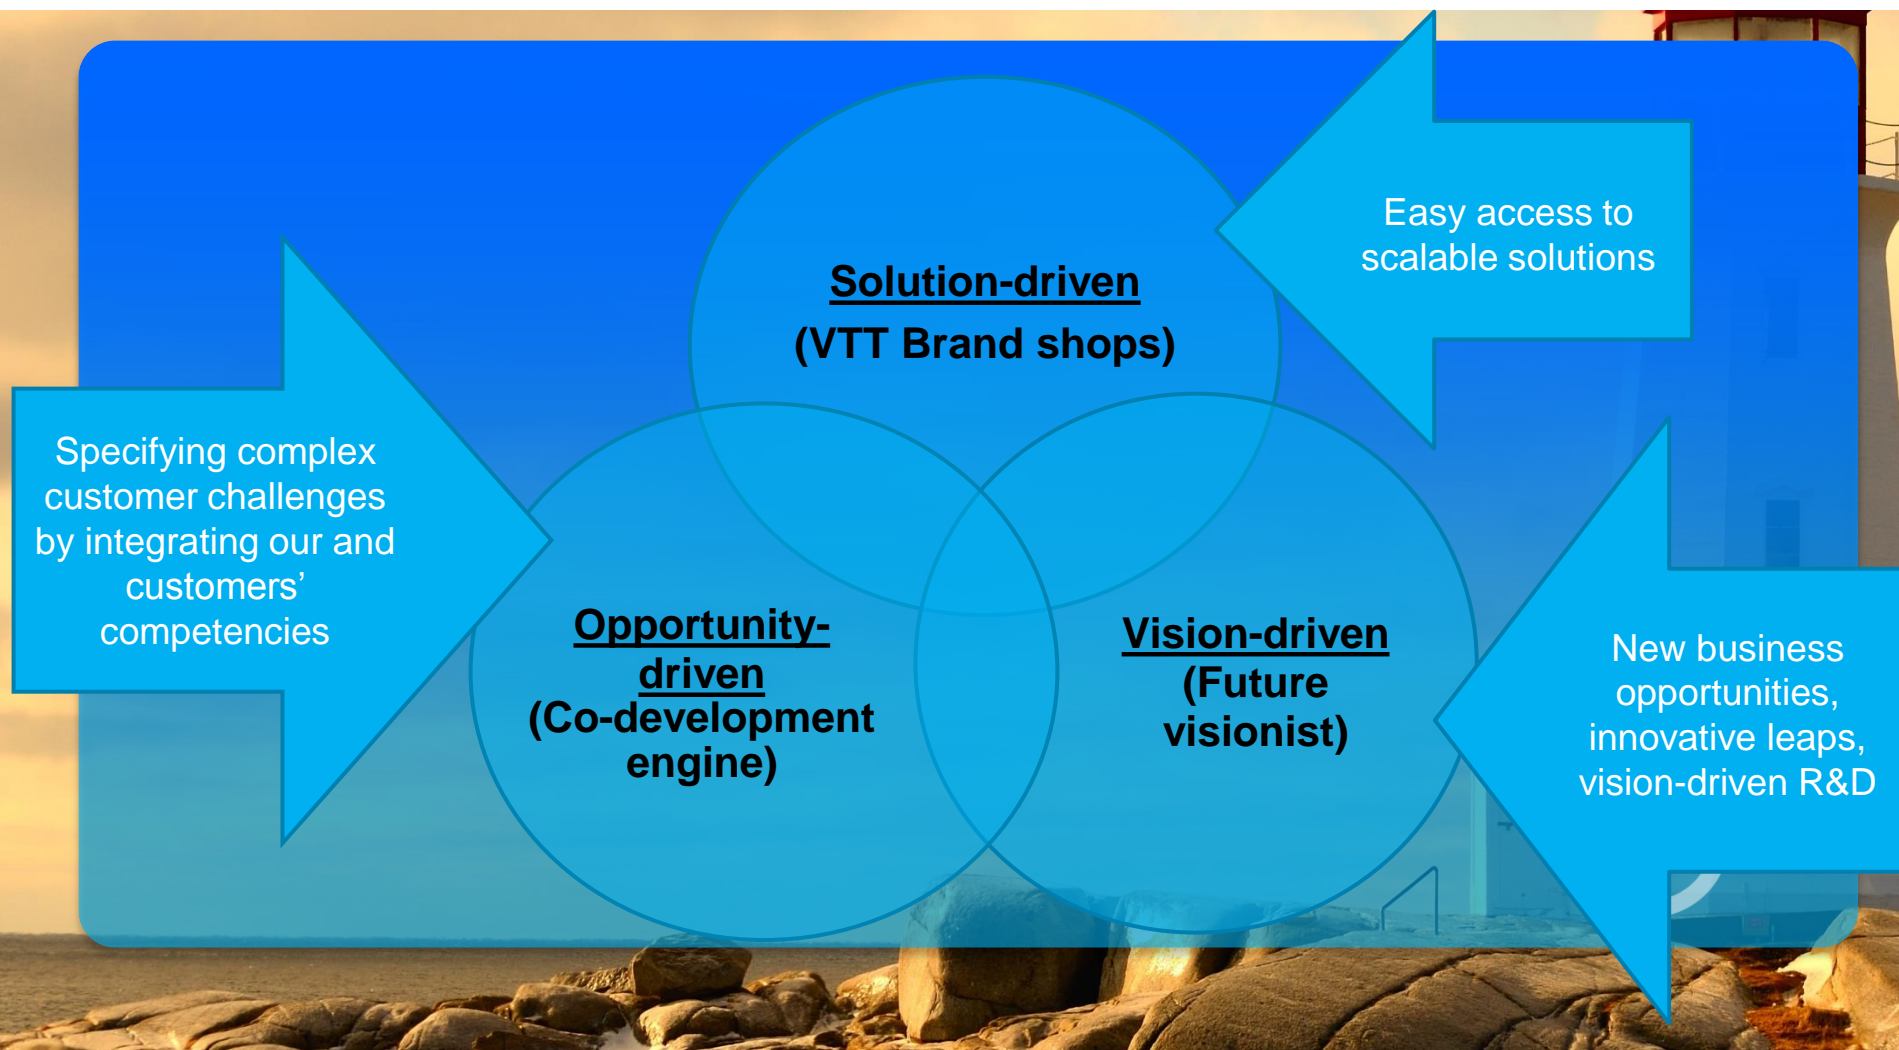 Easy access to
scalable solutions
Solution-driven
(VTT Brand shops)
Specifying complex
customer challenges
by integrating our and
customers’
competencies
Opportunity-
driven
(Co-development
engine)
Vision-driven
(Future
visionist)
New business
opportunities,
innovative leaps,
vision-driven R&D